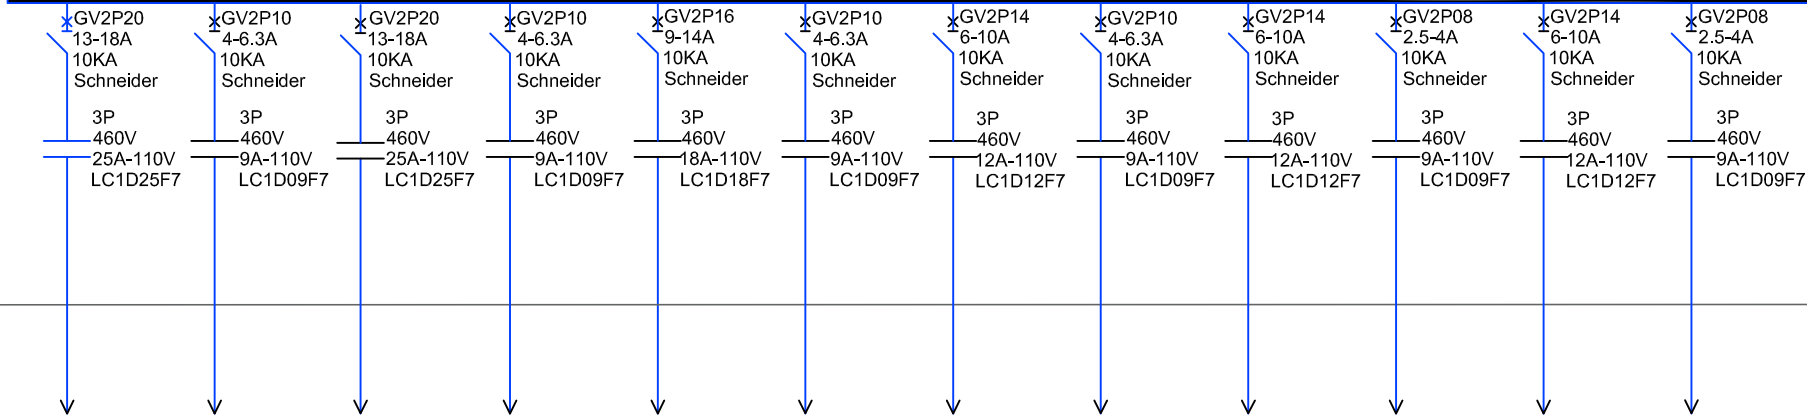 GV2P20
13-18A
10KA
Schneider
3P
460V
25A-110V
LC1D25F7
GV2P10
4-6.3A
10KA
Schneider
3P
460V
9A-110V
LC1D09F7
GV2P20
13-18A
10KA
Schneider
3P
460V
25A-110V
LC1D25F7
GV2P10
4-6.3A
10KA
Schneider
3P
460V
9A-110V
LC1D09F7
GV2P16
9-14A
10KA
Schneider
3P
460V
18A-110V
LC1D18F7
GV2P10
4-6.3A
10KA
Schneider
3P
460V
9A-110V
LC1D09F7
GV2P14
6-10A
10KA
Schneider
3P
460V
12A-110V
LC1D12F7
GV2P10
4-6.3A
10KA
Schneider
3P
460V
9A-110V
LC1D09F7
GV2P14
6-10A
10KA
Schneider
3P
460V
12A-110V
LC1D12F7
GV2P08
2.5-4A
10KA
Schneider
3P
460V
9A-110V
LC1D09F7
GV2P14
6-10A
10KA
Schneider
3P
460V
12A-110V
LC1D12F7
GV2P08
2.5-4A
10KA
Schneider
3P
460V
9A-110V
LC1D09F7